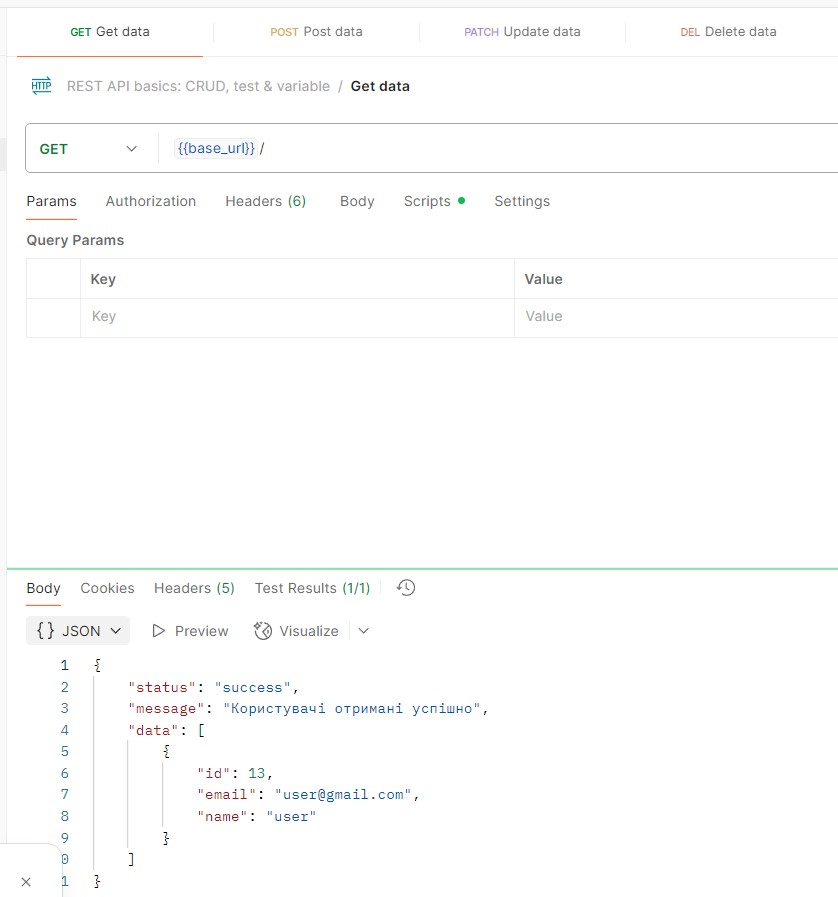 GET Get data POST Post data PATCH Update data DEL Delete data
HTTP REST API basics: CRUD, test & variable / Get data
GET {{base_url}} /
Params Authorization Headers (6) Body Scripts Settings
Query Params
Key Value
Key Value
Body Cookies Headers (5) Test Results (1/1)
{} JSON Preview Visualize
1 {
2 "status": "success",
3 "message": "Користувачі отримані успішно",
4 "data": [
5 {
6 "id": 13,
7 "email": "user@gmail.com",
8 "name": "user"
9 }
0 ]
1 }